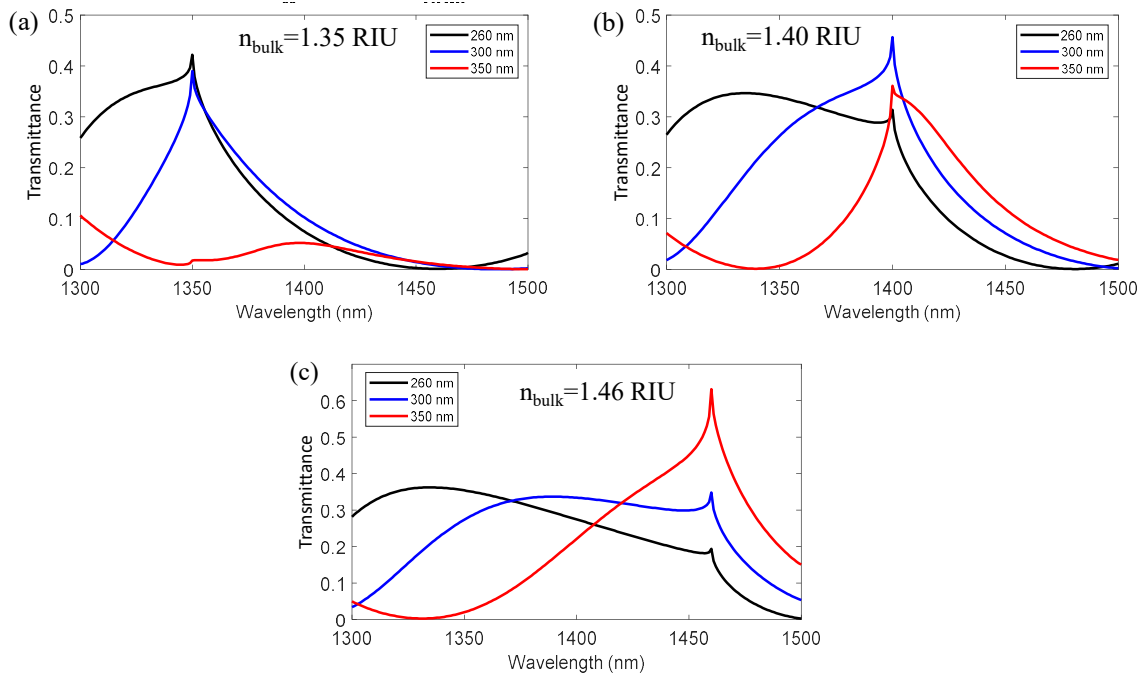 (a)
n_bulk=1.35 RIU
260 nm
300 nm
350 nm
0.5
0.4
0.3
0.2
0.1
0
Transmittance
1300 1350 1400 1450 1500
Wavelength (nm)
(b)
n_bulk=1.40 RIU
260 nm
300 nm
350 nm
0.5
0.4
0.3
0.2
0.1
0
Transmittance
1300 1350 1400 1450 1500
Wavelength (nm)
(c)
260 nm
300 nm
350 nm
n_bulk=1.46 RIU
0.6
0.5
0.4
0.3
0.2
0.1
0
Transmittance
1300 1350 1400 1450 1500
Wavelength (nm)